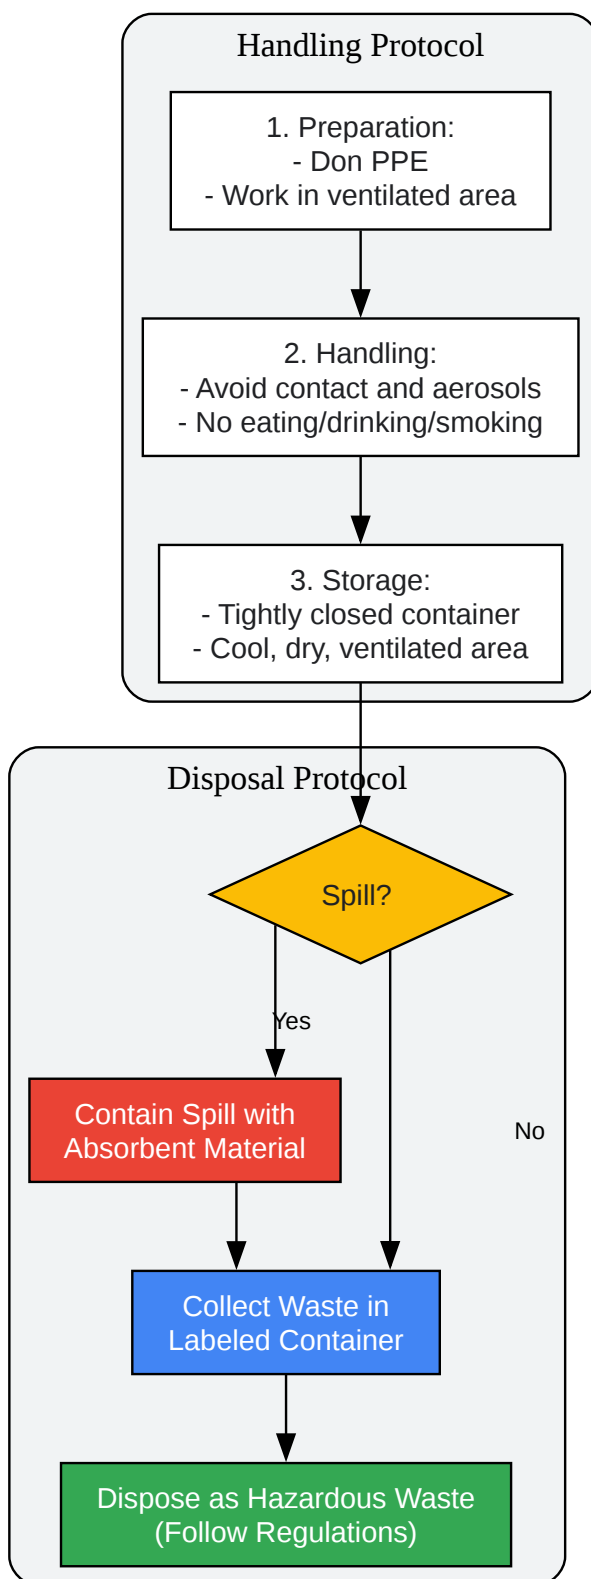 Handling Protocol
1. Preparation:
- Don PPE
- Work in ventilated area
2. Handling:
- Avoid contact and aerosols
- No eating/drinking/smoking
3. Storage:
- Tightly closed container
- Cool, dry, ventilated area
Disposal Protocol
Spill?
Yes
Contain Spill with
Absorbent Material
No
Collect Waste in
Labeled Container
Dispose as Hazardous Waste
(Follow Regulations)